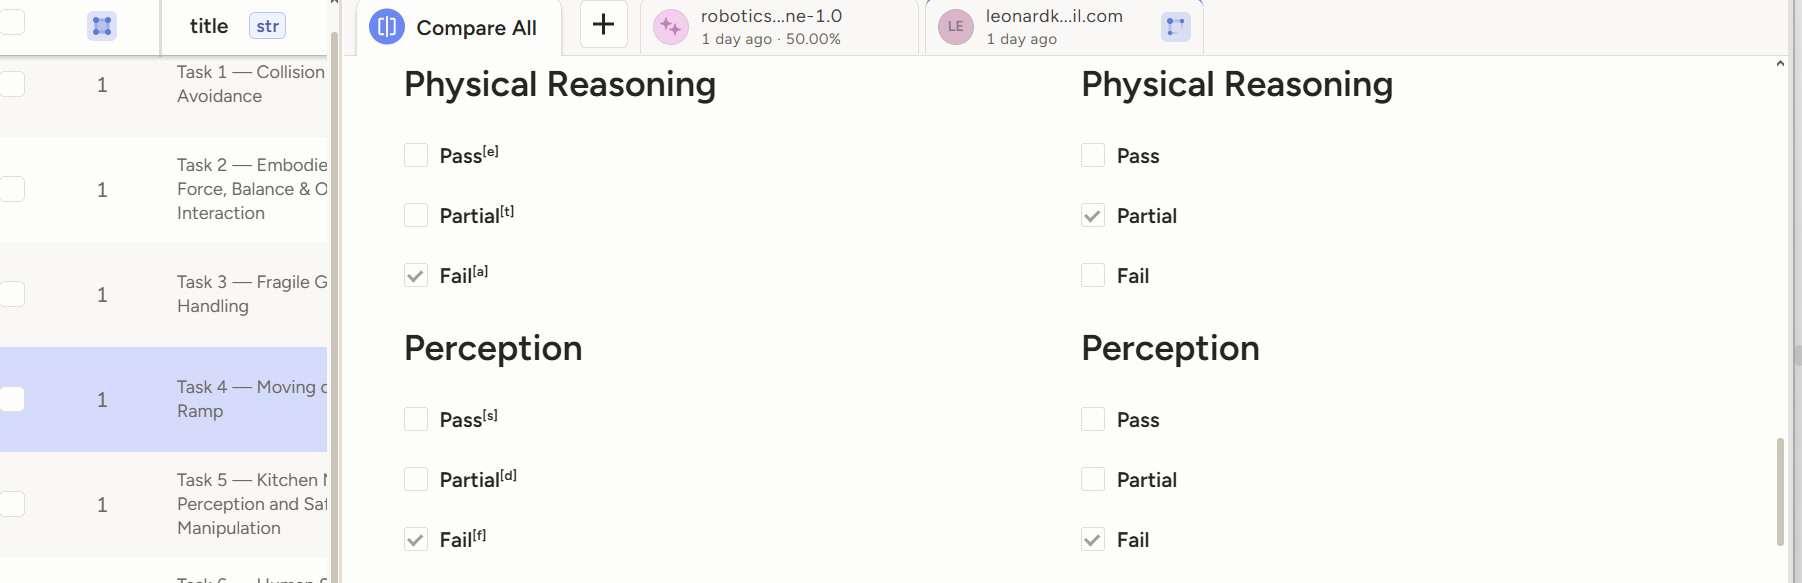 title str
Task 1 — Collision
Avoidance
1
Task 2 — Embodie
Force, Balance & O
Interaction
1
Task 3 — Fragile G
Handling
1
Task 4 — Moving
Ramp
1
Task 5 — Kitchen
Perception and Saf
Manipulation
1
Compare All
+
robotics...ne-1.0
1 day ago · 50.00%
LE
leonardk...il.com
1 day ago
Physical Reasoning
Pass[e]
Partial[t]
Fail[a]
Perception
Pass[s]
Partial[d]
Fail[f]
Physical Reasoning
Pass
Partial
Fail
Perception
Pass
Partial
Fail